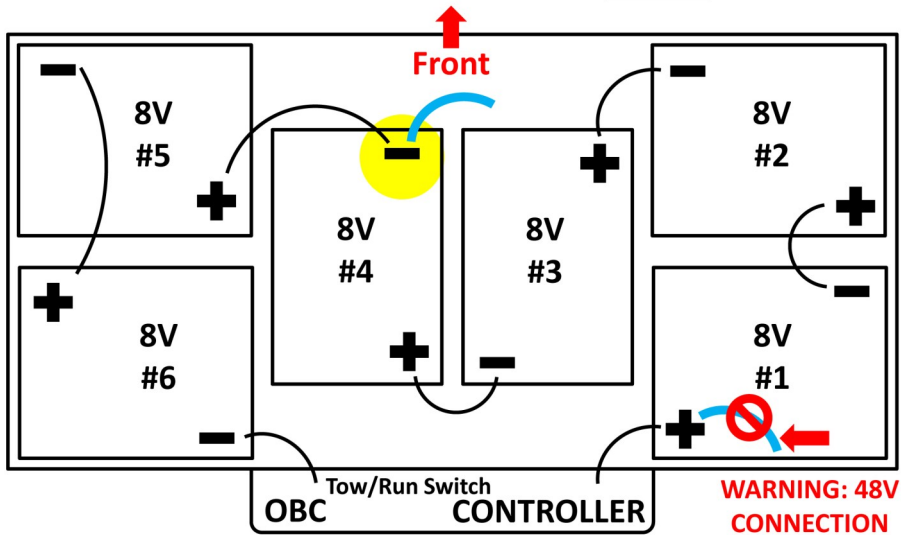 Front
8V
#5
8V
#2
8V
#4
8V
#3
8V
#6
8V
#1
Tow/Run Switch
OBC
CONTROLLER
WARNING: 48V
CONNECTION